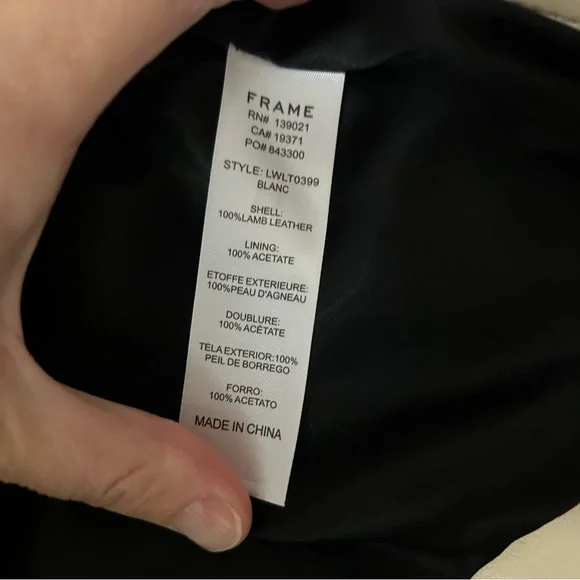 FRAME
RN# 139021
CA# 19371
PO# 843300
STYLE: LWLT0399
BLANC
SHELL:
100%LAMB LEATHER
LINING:
100% ACETATE
ETOFFE EXTERIEURE:
100%PEAU D'AGNEAU
DOUBLURE:
100% ACÉTATE
TELA EXTERIOR:100%
PEIL DE BORREGO
FORRO:
100% ACETATO
MADE IN CHINA